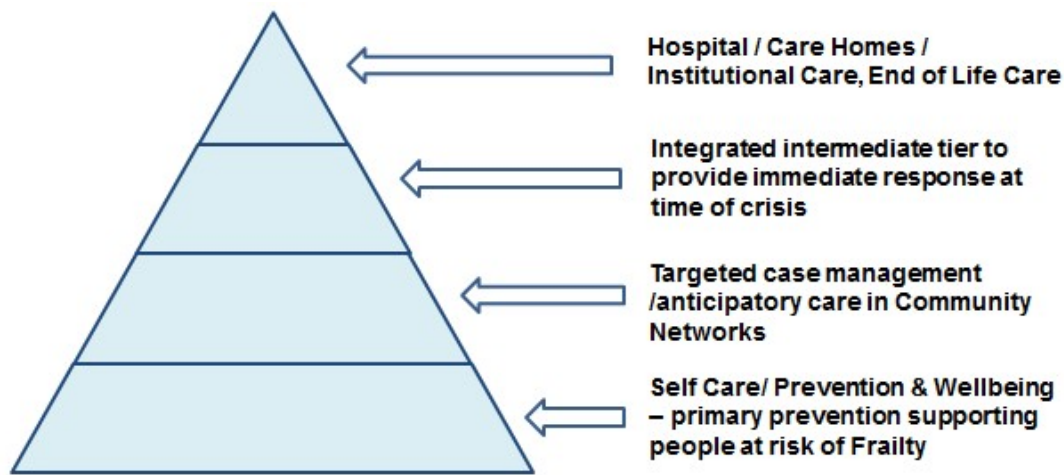 Hospital / Care Homes /
Institutional Care, End of Life Care
Integrated intermediate tier to
provide immediate response at
time of crisis
Targeted case management
/anticipatory care in Community
Networks
Self Care/ Prevention & Wellbeing
– primary prevention supporting
people at risk of Frailty